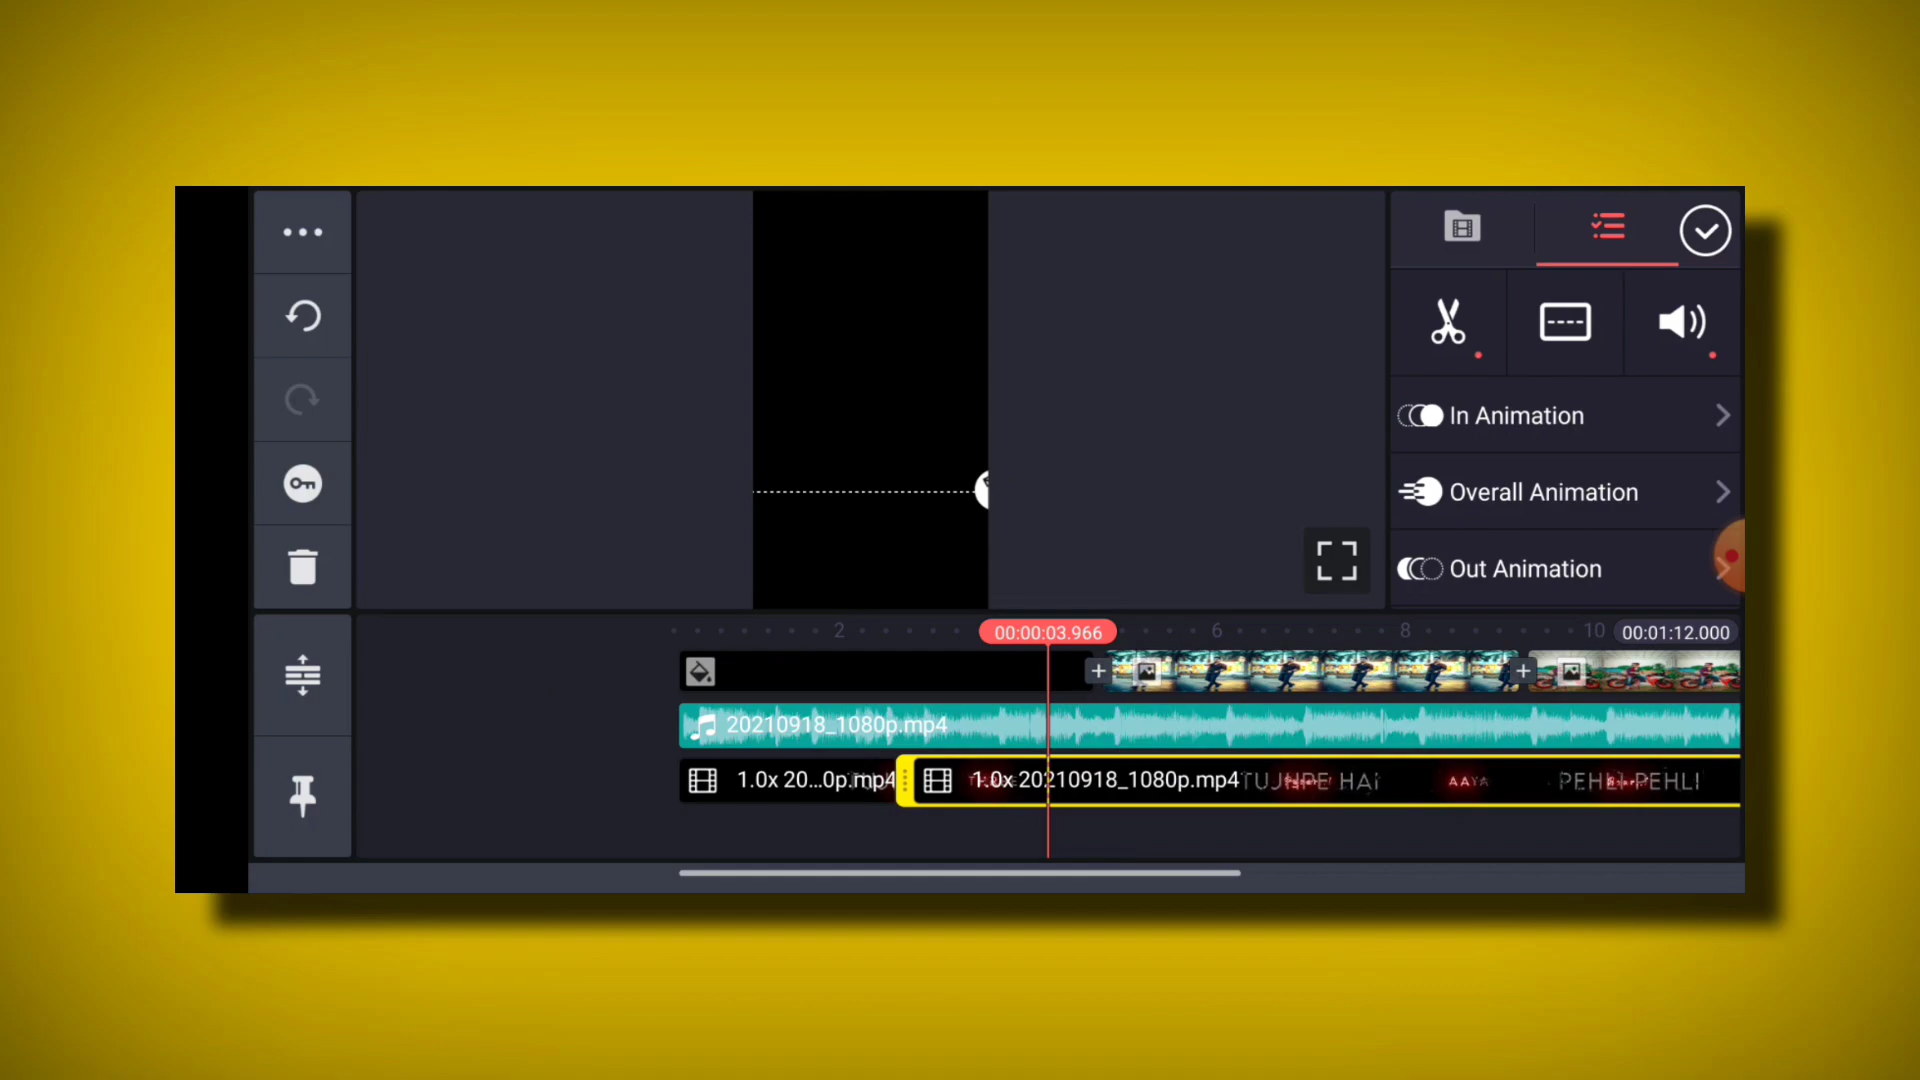 In Animation
Overall Animation
Out Animation
2
00:00:03.966
6
8
10
00:01:12.000
20210918_1080p.mp4
1.0x 20...0p.mp4
1.0x 20210918_1080p.mp4
TUJHPE HAI
AAYA
PEHLI PEHLI